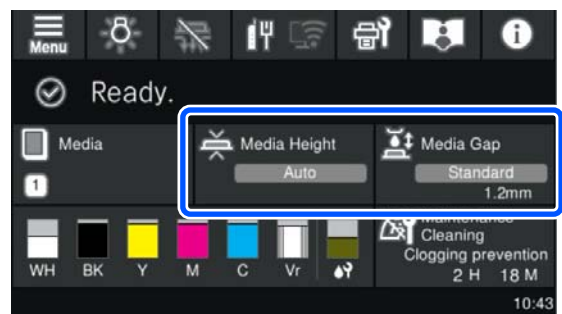 Menu
Ready.
Media
1
Media Height
Auto
Media Gap
Standard
1.2mm
WH
BK
Y
M
C
Vr
Maintenance
Cleaning
Clogging prevention
2 H 18 M
10:43